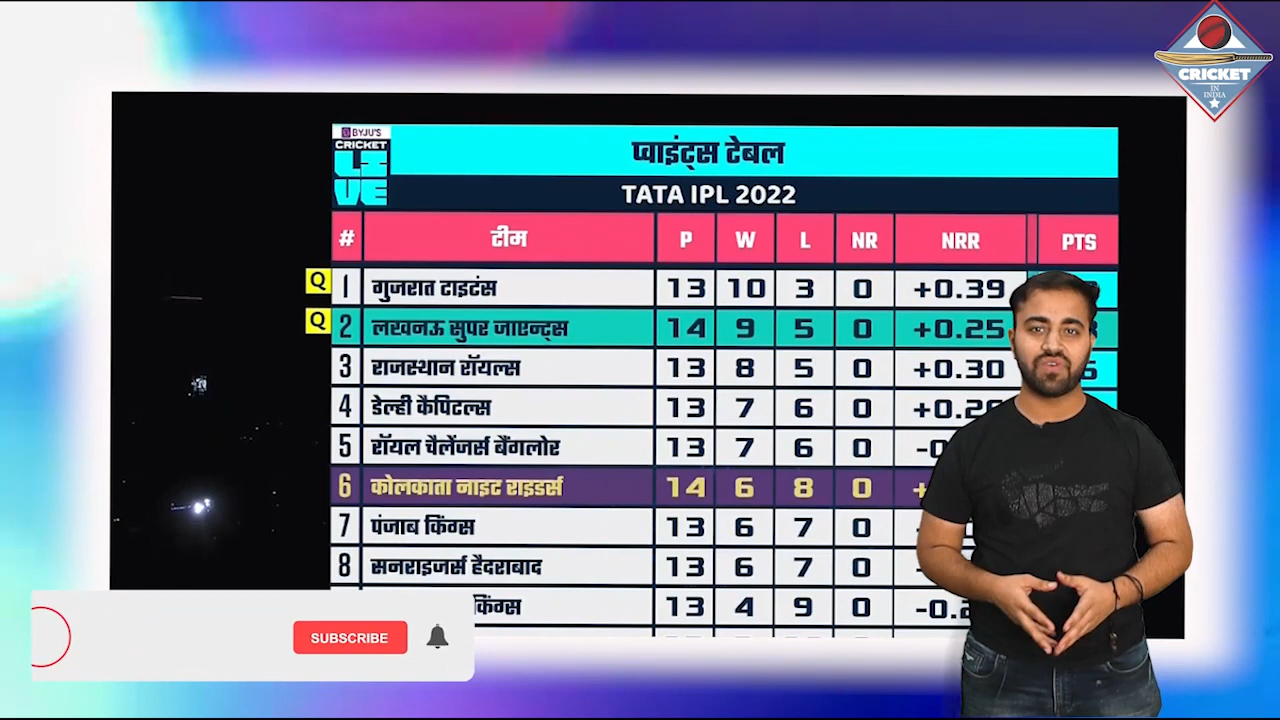 CRICKET
IN
INDIA
BYJU'S
CRICKET
LIVE
प्वाइंट्स टेबल
TATA IPL 2022
# टीम P W L NR NRR PTS
Q 1 गुजरात टाइटंस 13 10 3 0 +0.39
Q 2 लखनऊ सुपर जाएन्ट्स 14 9 5 0 +0.25
3 राजस्थान रॉयल्स 13 8 5 0 +0.30
4 डेल्ही कैपिटल्स 13 7 6 0
5 रॉयल चैलेंजर्स बैंगलोर 13 7 6 0
6 कोलकाता नाइट राइडर्स 14 6 8 0
7 पंजाब किंग्स 13 6 7 0
8 सनराइजर्स हैदराबाद 13 6 7 0
किंग्स 13 4 9 0
SUBSCRIBE